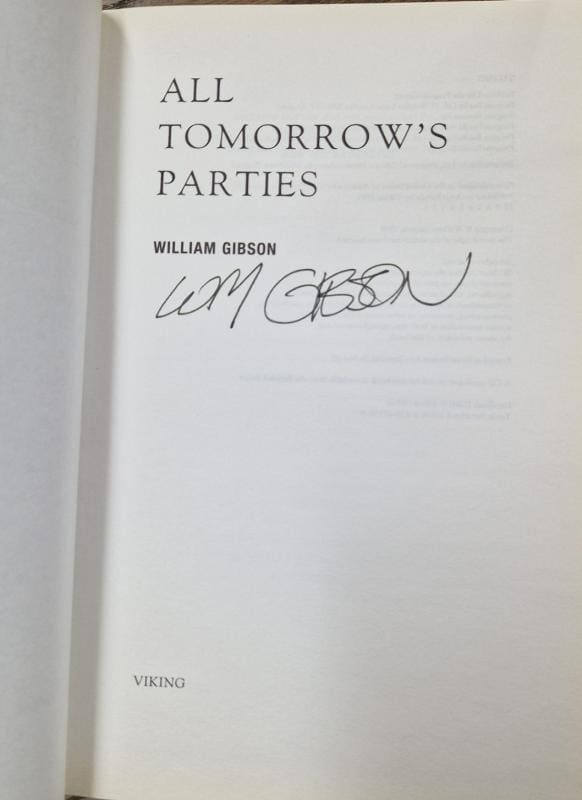 ALL
TOMORROW'S
PARTIES
WILLIAM GIBSON
WM GIBSON
VIKING